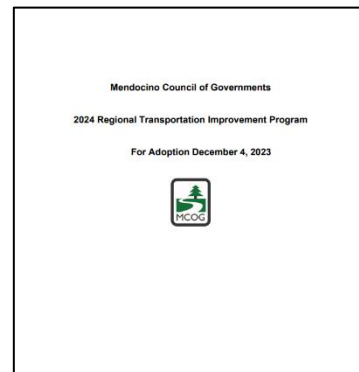 Mendocino Council of Governments
2024 Regional Transportation Improvement Program
For Adoption December 4, 2023
MCOG